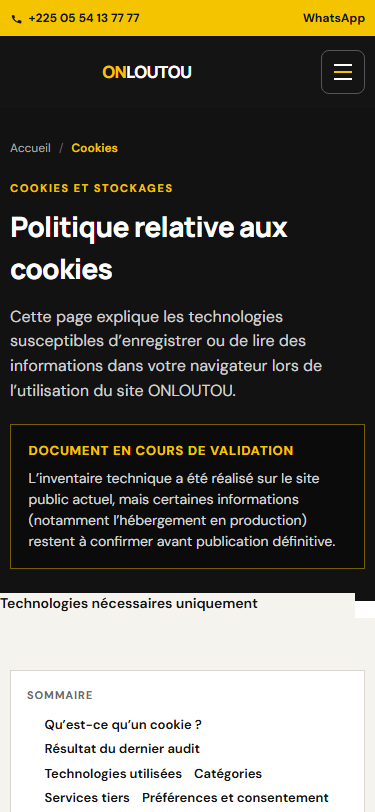 +225 05 54 13 77 77 WhatsApp
ONLOUTOU
Accueil / Cookies
COOKIES ET STOCKAGES
Politique relative aux
cookies
Cette page explique les technologies
susceptibles d’enregistrer ou de lire des
informations dans votre navigateur lors de
l’utilisation du site ONLOUTOU.
DOCUMENT EN COURS DE VALIDATION
L’inventaire technique a été réalisé sur le site
public actuel, mais certaines informations
(notamment l’hébergement en production)
restent à confirmer avant publication définitive.
Technologies nécessaires uniquement
SOMMAIRE
Qu’est-ce qu’un cookie ?
Résultat du dernier audit
Technologies utilisées Catégories
Services tiers Préférences et consentement